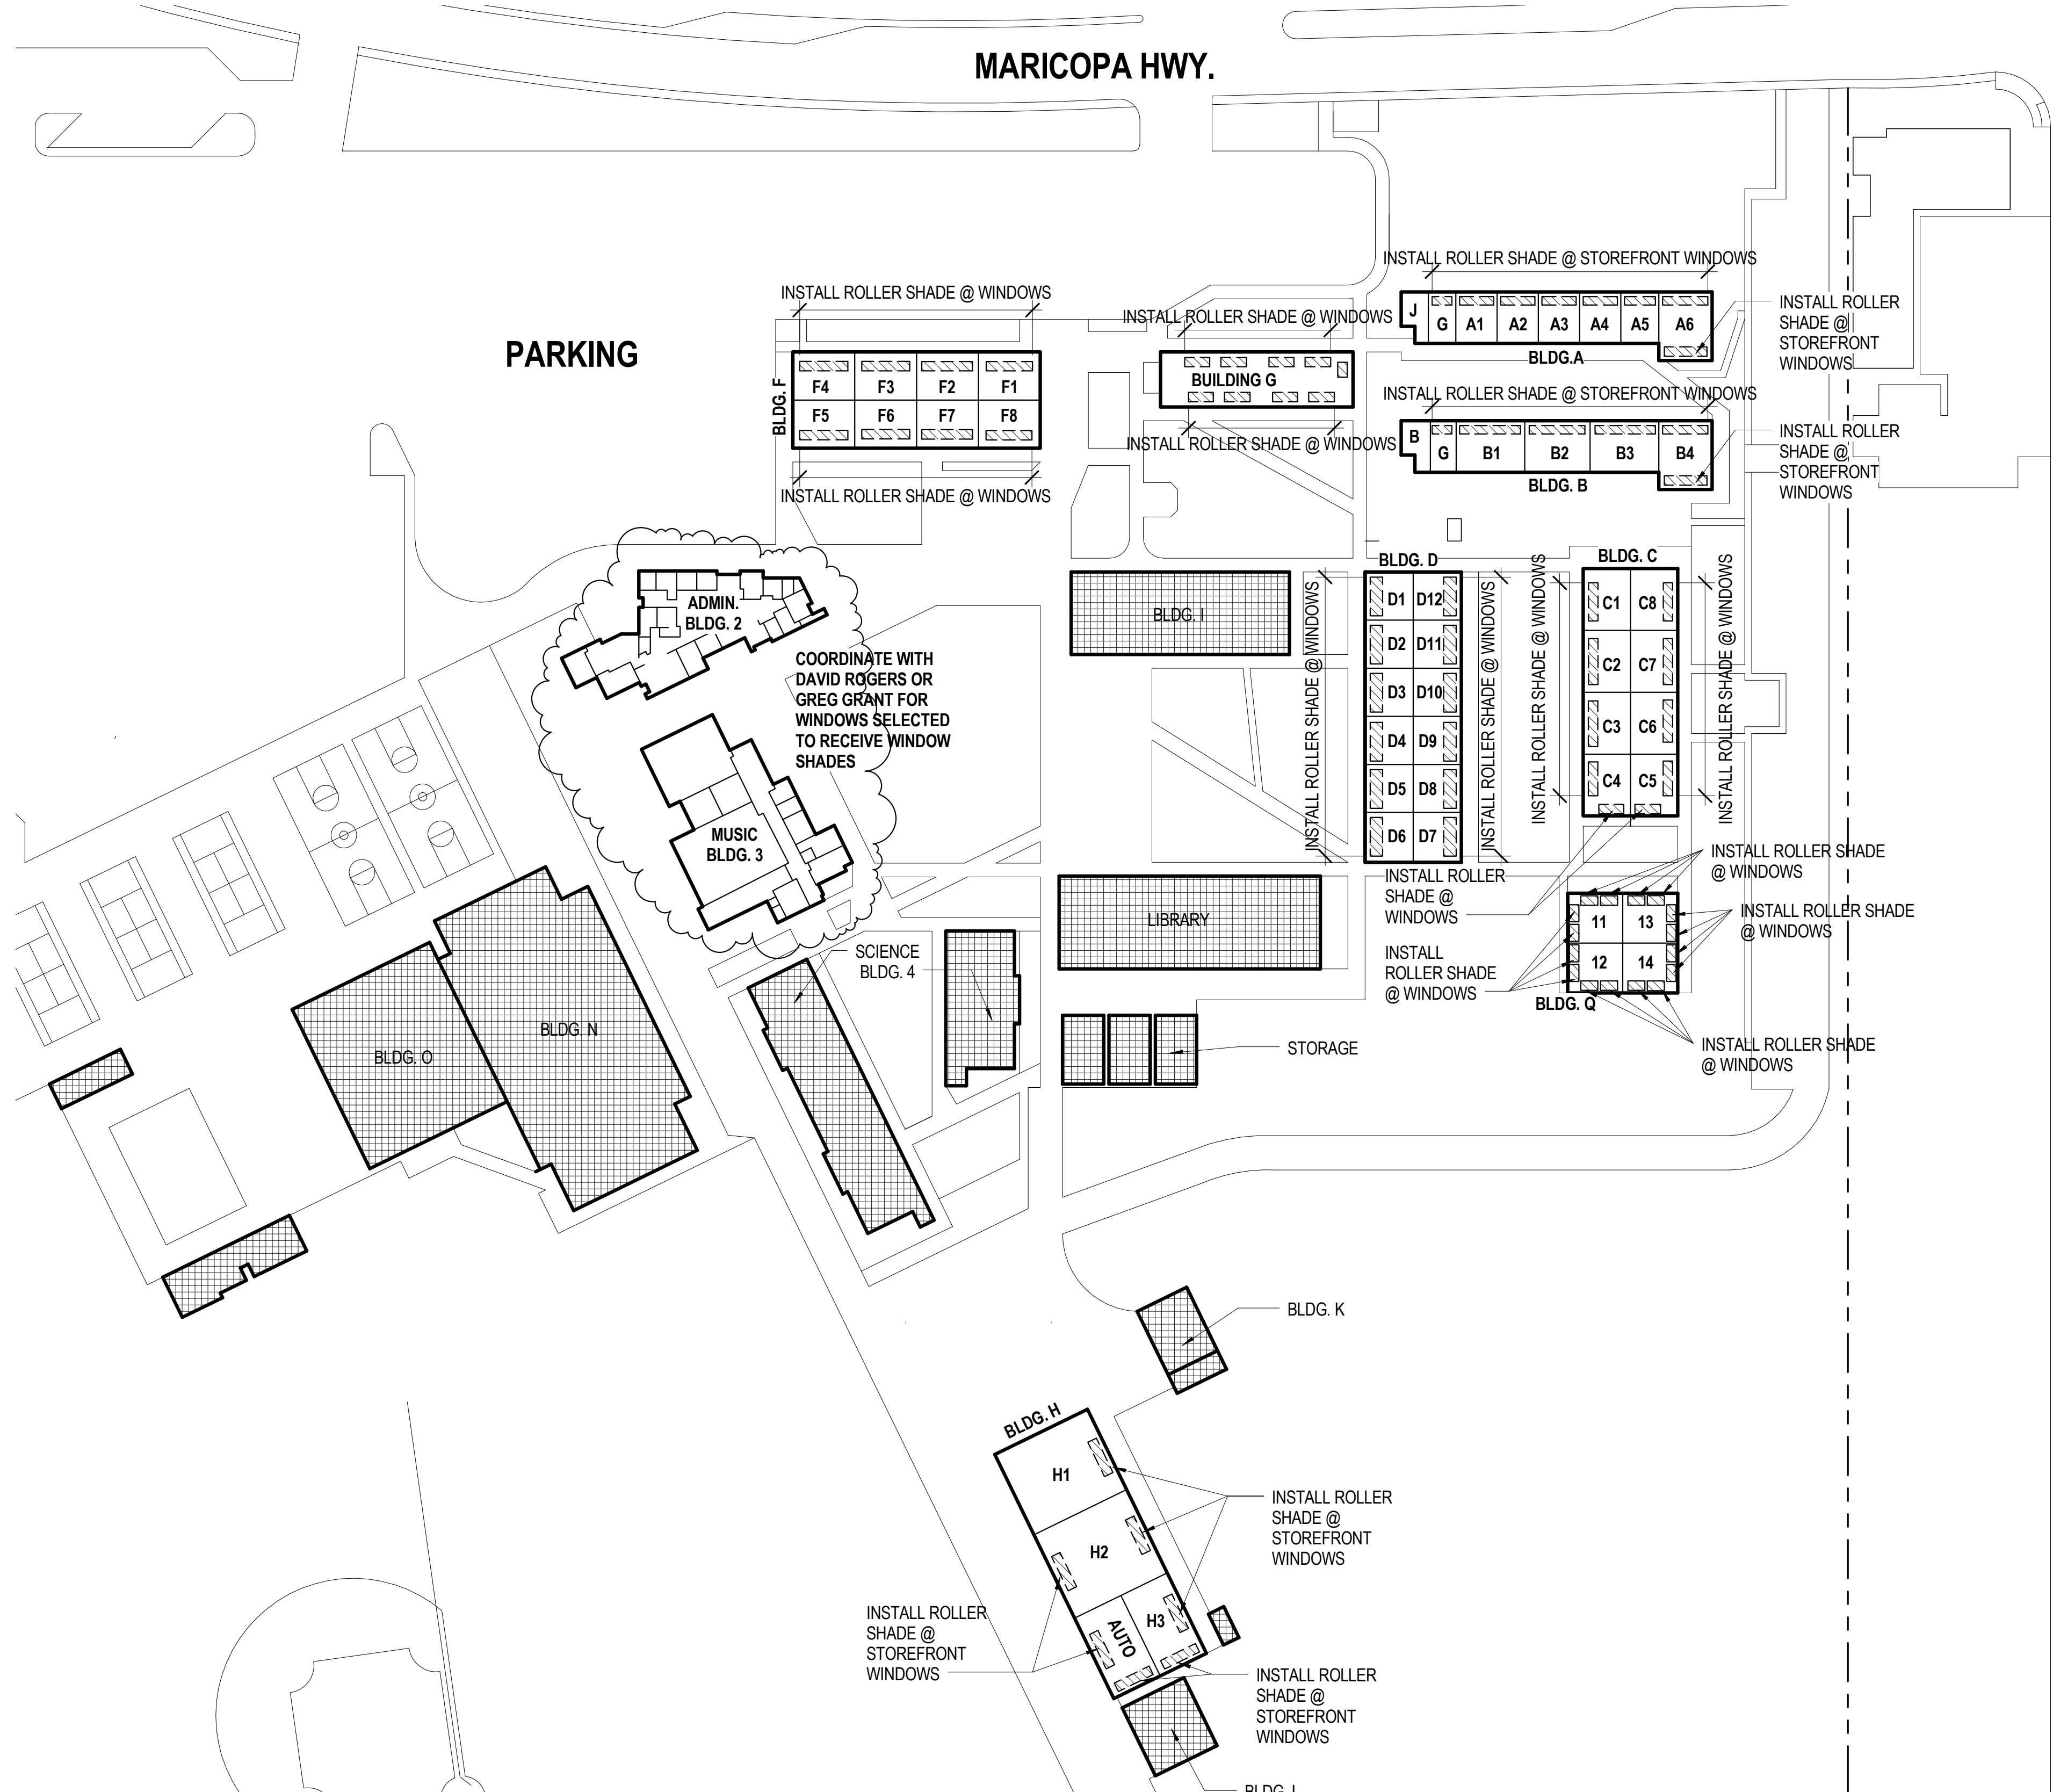 MARICOPA HWY.
INSTALL ROLLER SHADE @ STOREFRONT WINDOWS
INSTALL ROLLER SHADE @ WINDOWS
INSTALL ROLLER SHADE @ WINDOWS
INSTALL ROLLER
SHADE @
STOREFRONT
WINDOWS
J
G
A1
A2
A3
A4
A5
A6
BLDG.A
PARKING
BLDG. F
F4
F3
F2
F1
F5
F6
F7
F8
BUILDING G
INSTALL ROLLER SHADE @ STOREFRONT WINDOWS
INSTALL ROLLER SHADE @ WINDOWS
INSTALL ROLLER SHADE @ WINDOWS
B
G
B1
B2
B3
B4
BLDG. B
INSTALL ROLLER
SHADE @
STOREFRONT
WINDOWS
ADMIN.
BLDG. 2
COORDINATE WITH
DAVID ROGERS OR
GREG GRANT FOR
WINDOWS SELECTED
TO RECEIVE WINDOW
SHADES
MUSIC
BLDG. 3
BLDG. I
BLDG. D
INSTALL ROLLER SHADE @ WINDOWS
D1
D12
D2
D11
D3
D10
D4
D9
D5
D8
D6
D7
INSTALL ROLLER SHADE @ WINDOWS
BLDG. C
INSTALL ROLLER SHADE @ WINDOWS
C1
C8
C2
C7
C3
C6
C4
C5
INSTALL ROLLER SHADE @ WINDOWS
INSTALL ROLLER
SHADE @
WINDOWS
INSTALL ROLLER SHADE
@ WINDOWS
INSTALL ROLLER SHADE
@ WINDOWS
INSTALL
ROLLER SHADE
@ WINDOWS
11
13
12
14
BLDG. Q
INSTALL ROLLER SHADE
@ WINDOWS
LIBRARY
SCIENCE
BLDG. 4
STORAGE
BLDG. N
BLDG. O
BLDG. K
BLDG. H
H1
H2
H3
AUTO
INSTALL ROLLER
SHADE @
STOREFRONT
WINDOWS
INSTALL ROLLER
SHADE @
STOREFRONT
WINDOWS
INSTALL ROLLER
SHADE @
STOREFRONT
WINDOWS